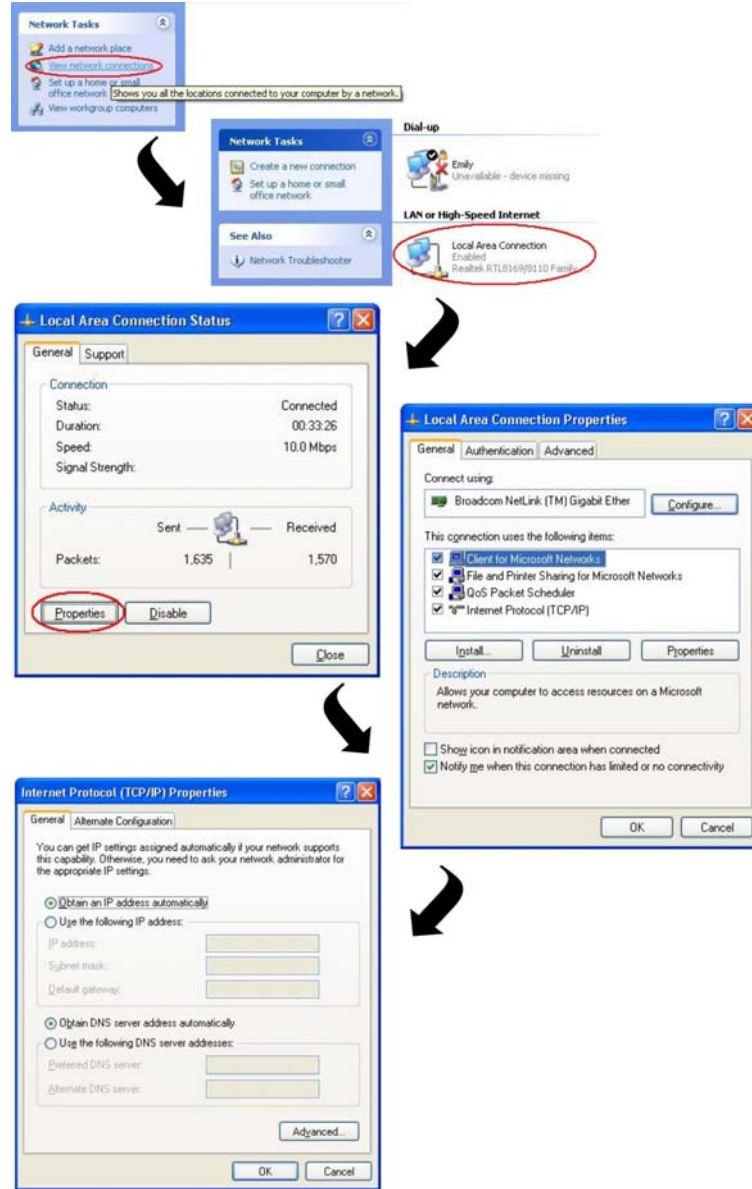 Network Tasks
Add a network place
View network connections
Set up a home or small
office network
Shows you all the locations connected to your computer by a network.
View workgroup computers
Network Tasks
Create a new connection
Set up a home or small
office network
See Also
Network Troubleshooter
Dial-up
Emily
Unavailable - device missing
LAN or High-Speed Internet
Local Area Connection
Enabled
Realtek RTL8169/8110 Family ...
Local Area Connection Status
General Support
Connection
Status: Connected
Duration: 00:33:26
Speed: 10.0 Mbps
Signal Strength:
Activity
Sent Received
Packets: 1,635 1,570
Properties Disable
Close
Local Area Connection Properties
General Authentication Advanced
Connect using:
Broadcom NetLink (TM) Gigabit Ether Configure...
This connection uses the following items:
Client for Microsoft Networks
File and Printer Sharing for Microsoft Networks
QoS Packet Scheduler
Internet Protocol (TCP/IP)
Install... Uninstall Properties
Description
Allows your computer to access resources on a Microsoft
network.
Show icon in notification area when connected
Notify me when this connection has limited or no connectivity
OK Cancel
Internet Protocol (TCP/IP) Properties
General Alternate Configuration
You can get IP settings assigned automatically if your network supports
this capability. Otherwise, you need to ask your network administrator for
the appropriate IP settings.
Obtain an IP address automatically
Use the following IP address:
IP address:
Subnet mask:
Default gateway:
Obtain DNS server address automatically
Use the following DNS server addresses:
Preferred DNS server:
Alternate DNS server:
Advanced...
OK Cancel